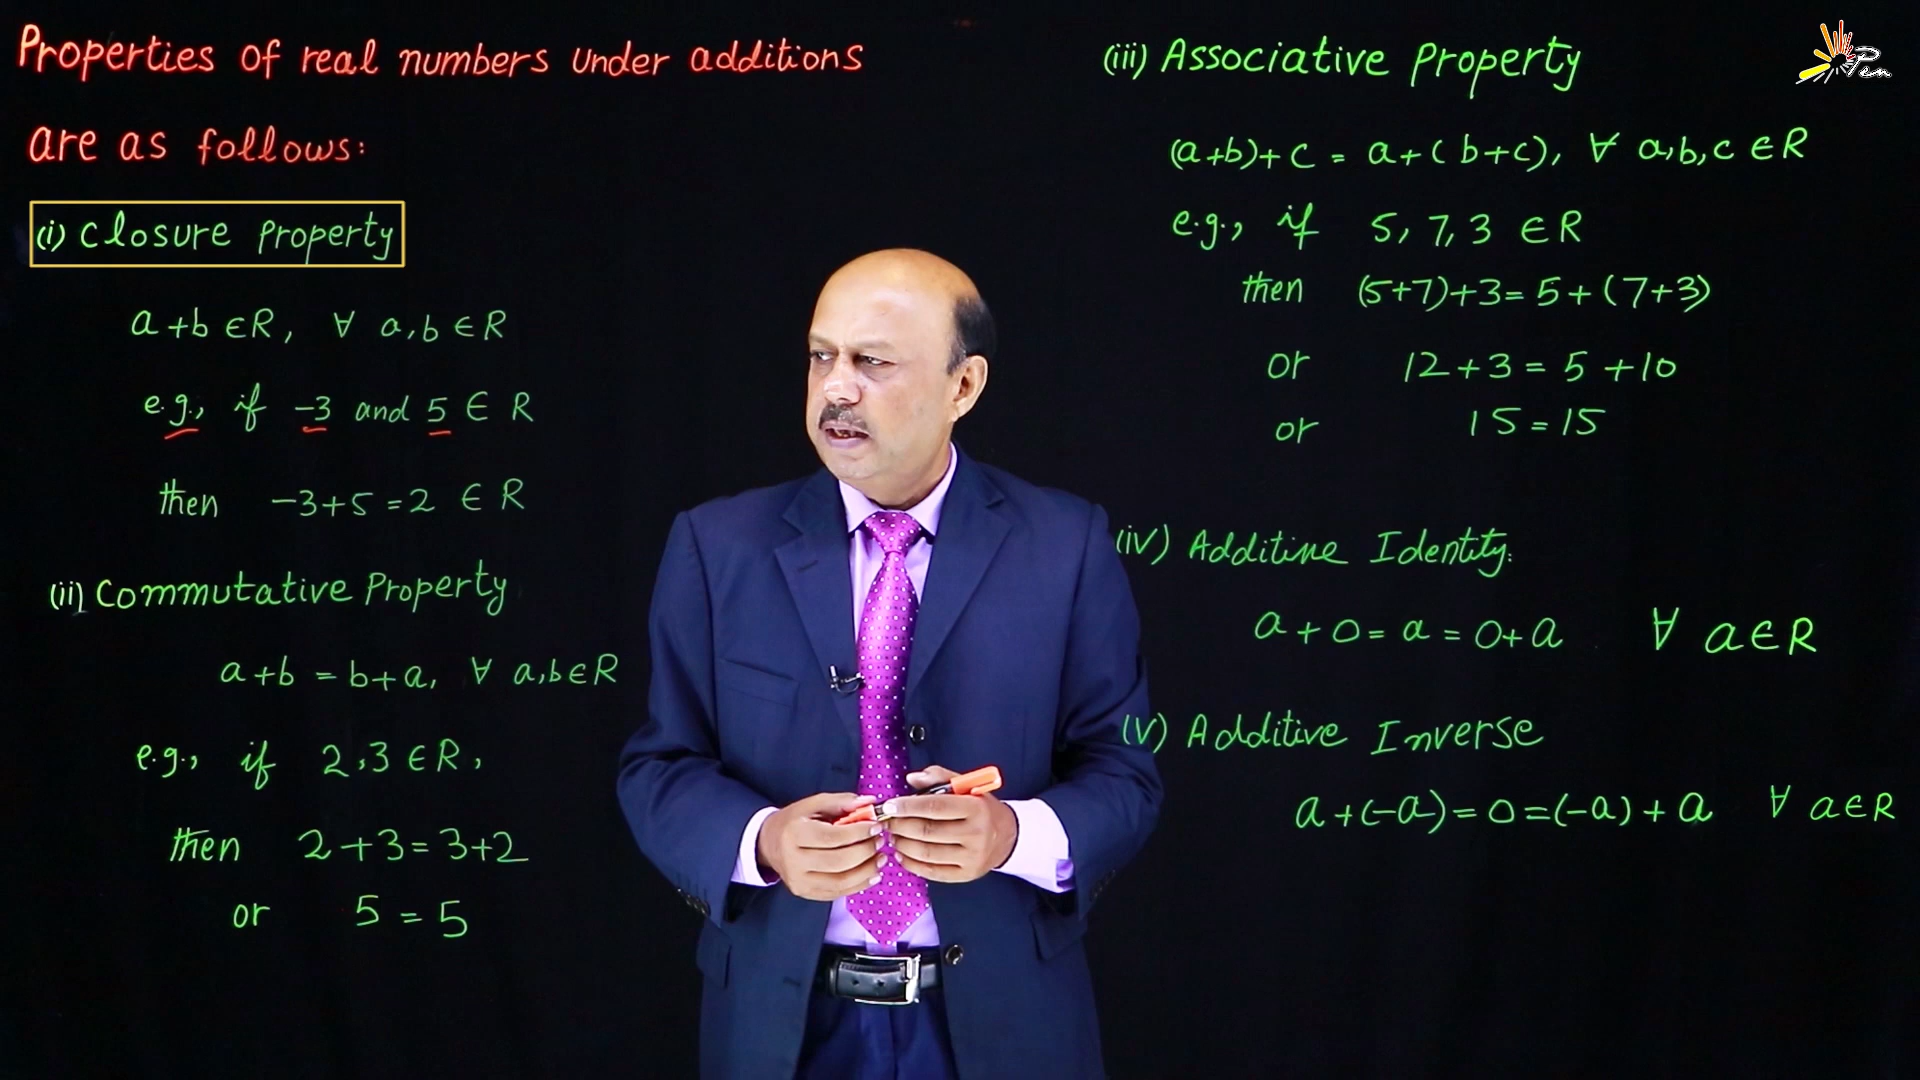 Properties of real numbers under additions
are as follows:
(i) Closure Property
a+b ∈ R, ∀ a,b ∈ R
e.g., if -3 and 5 ∈ R
then -3+5=2 ∈ R
(ii) Commutative Property
a+b = b+a, ∀ a,b ∈ R
e.g., if 2,3 ∈ R,
then 2+3=3+2
or 5 = 5
(iii) Associative Property
(a+b)+c = a+(b+c), ∀ a,b,c ∈ R
e.g., if 5,7,3 ∈ R
then (5+7)+3=5+(7+3)
or 12+3=5+10
or 15=15
(iv) Additive Identity:
a+0=a=0+a ∀ a∈R
(v) Additive Inverse
a+(-a)=0=(-a)+a ∀ a∈R
Pen